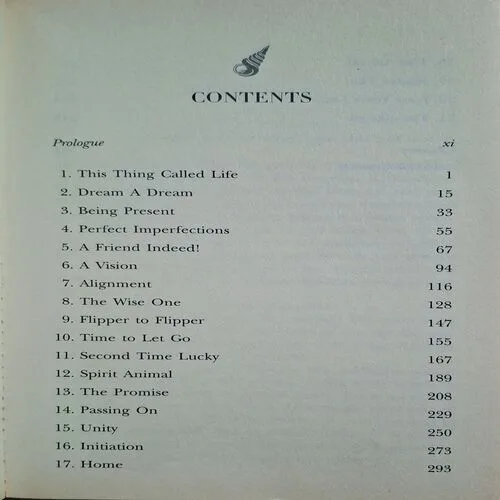 CONTENTS
Prologue xi
1. This Thing Called Life 1
2. Dream A Dream 15
3. Being Present 33
4. Perfect Imperfections 55
5. A Friend Indeed! 67
6. A Vision 94
7. Alignment 116
8. The Wise One 128
9. Flipper to Flipper 147
10. Time to Let Go 155
11. Second Time Lucky 167
12. Spirit Animal 189
13. The Promise 208
14. Passing On 229
15. Unity 250
16. Initiation 273
17. Home 293